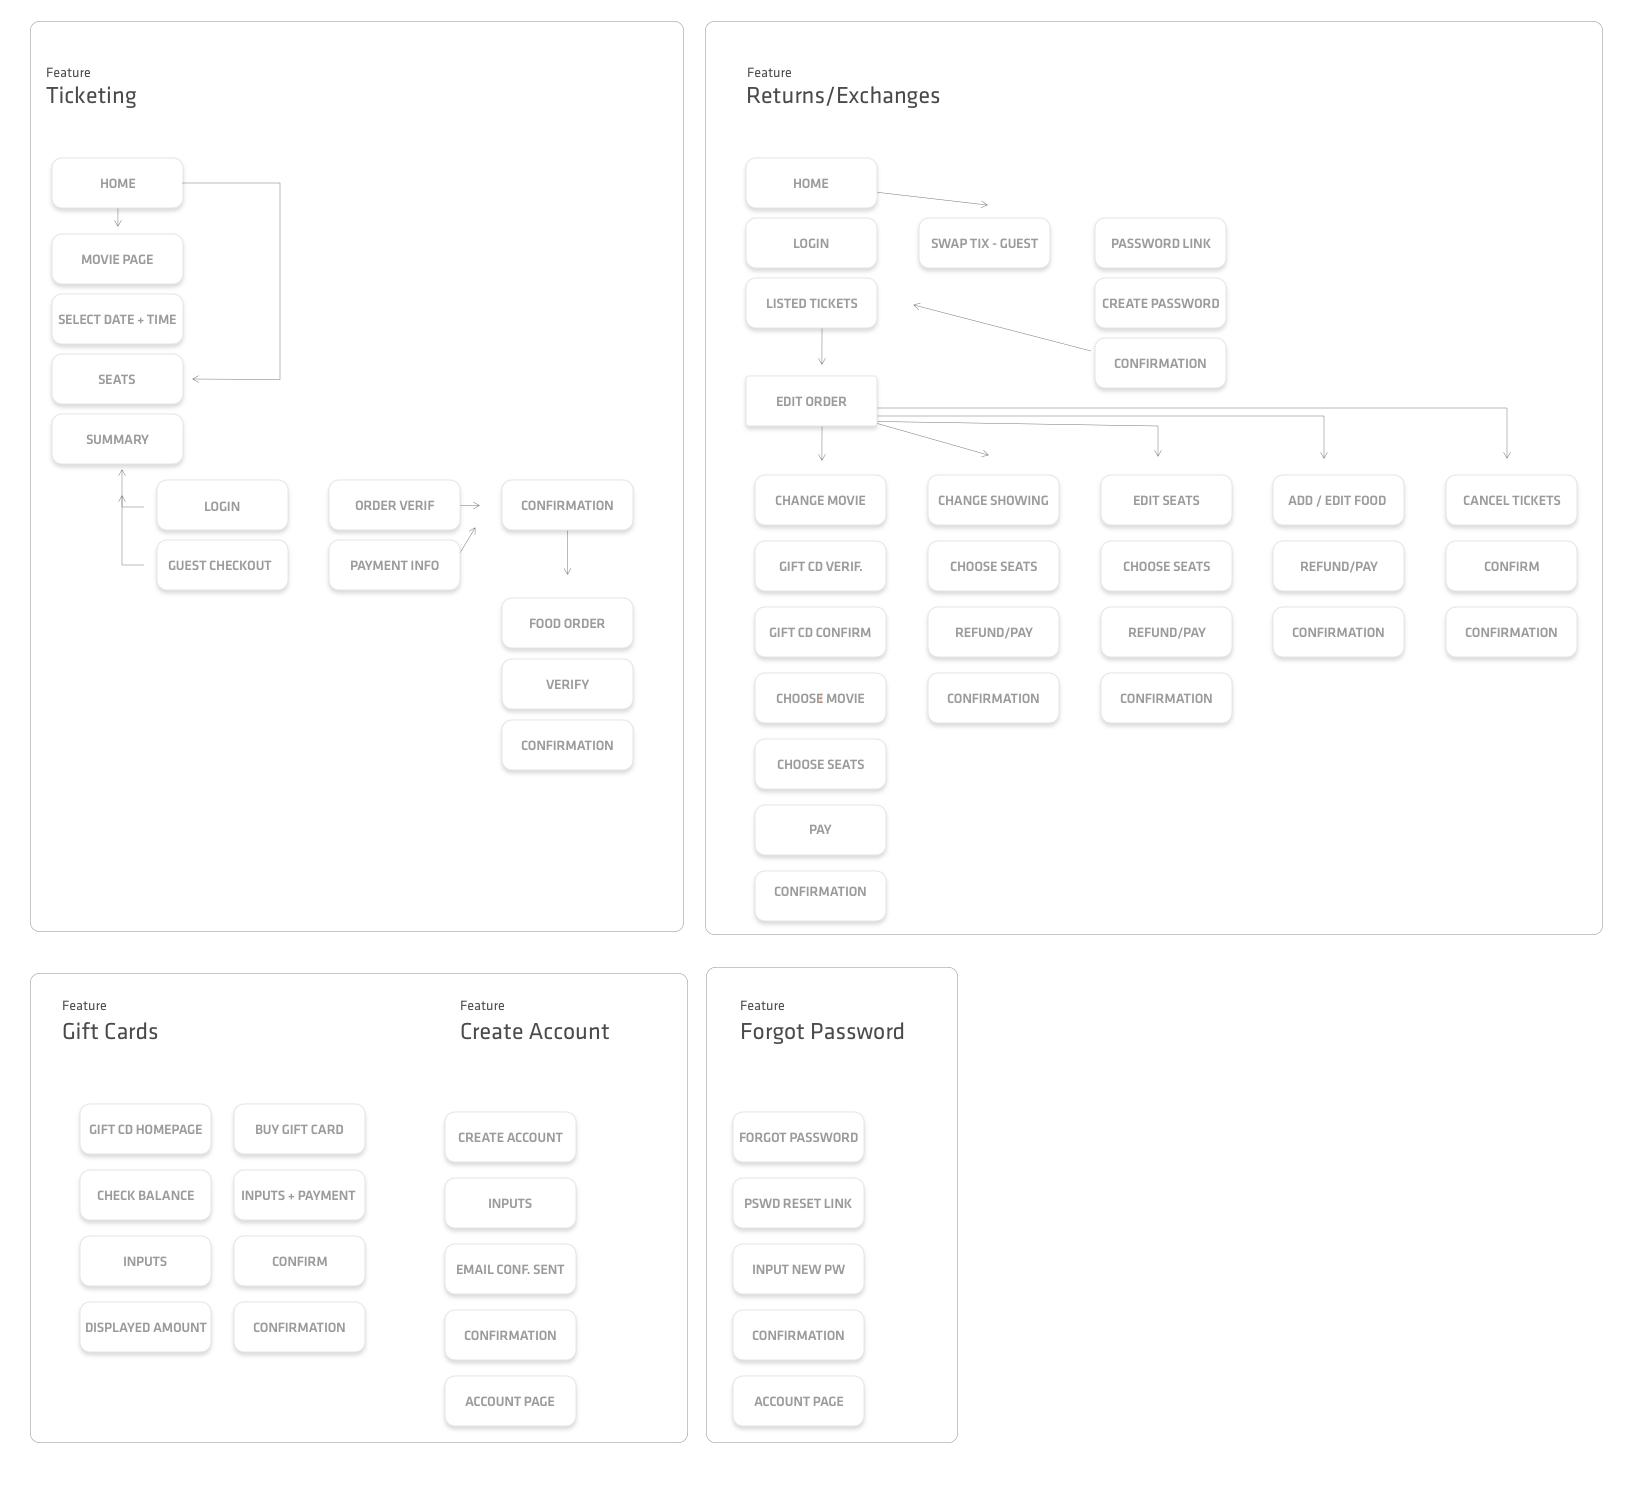 Feature
Ticketing
HOME
MOVIE PAGE
SELECT DATE + TIME
SEATS
SUMMARY
LOGIN
GUEST CHECKOUT
ORDER VERIF
PAYMENT INFO
CONFIRMATION
FOOD ORDER
VERIFY
CONFIRMATION
Feature
Returns/Exchanges
HOME
LOGIN
LISTED TICKETS
SWAP TIX - GUEST
PASSWORD LINK
CREATE PASSWORD
CONFIRMATION
EDIT ORDER
CHANGE MOVIE
GIFT CD VERIF.
GIFT CD CONFIRM
CHOOSE MOVIE
CHOOSE SEATS
PAY
CONFIRMATION
CHANGE SHOWING
CHOOSE SEATS
REFUND/PAY
CONFIRMATION
EDIT SEATS
CHOOSE SEATS
REFUND/PAY
CONFIRMATION
ADD / EDIT FOOD
REFUND/PAY
CONFIRMATION
CANCEL TICKETS
CONFIRM
CONFIRMATION
Feature
Gift Cards
GIFT CD HOMEPAGE
CHECK BALANCE
INPUTS
DISPLAYED AMOUNT
BUY GIFT CARD
INPUTS + PAYMENT
CONFIRM
CONFIRMATION
Feature
Create Account
CREATE ACCOUNT
INPUTS
EMAIL CONF. SENT
CONFIRMATION
ACCOUNT PAGE
Feature
Forgot Password
FORGOT PASSWORD
PSWD RESET LINK
INPUT NEW PW
CONFIRMATION
ACCOUNT PAGE